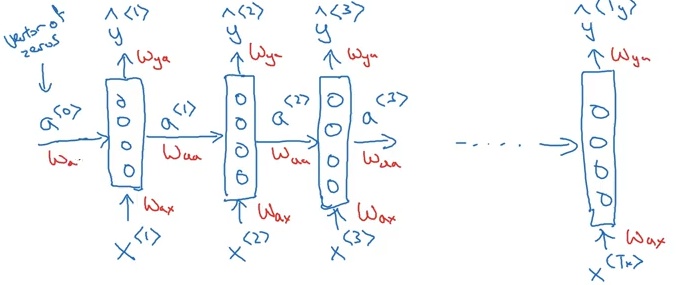 vector of
zeros
ŷ<1> ŷ<2> ŷ<3> ŷ<Ty>
Wya Wya Wya Wya
a<0> a<1> a<2> a<3>
Wa Waa Waa Waa
Wax Wax Wax Wax
x<1> x<2> x<3> x<Tx>